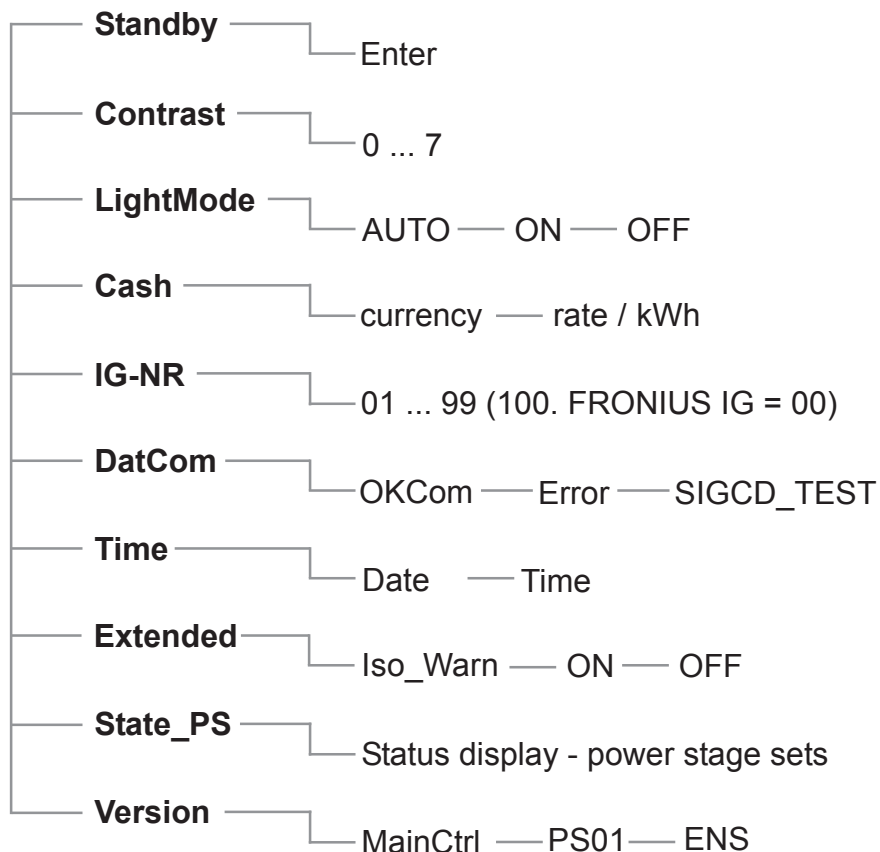 Standby
Enter
Contrast
0 ... 7
LightMode
AUTO ON OFF
Cash
currency rate / kWh
IG-NR
01 ... 99 (100. FRONIUS IG = 00)
DatCom
OKCom Error SIGCD_TEST
Time
Date Time
Extended
Iso_Warn ON OFF
State_PS
Status display - power stage sets
Version
MainCtrl PS01 ENS